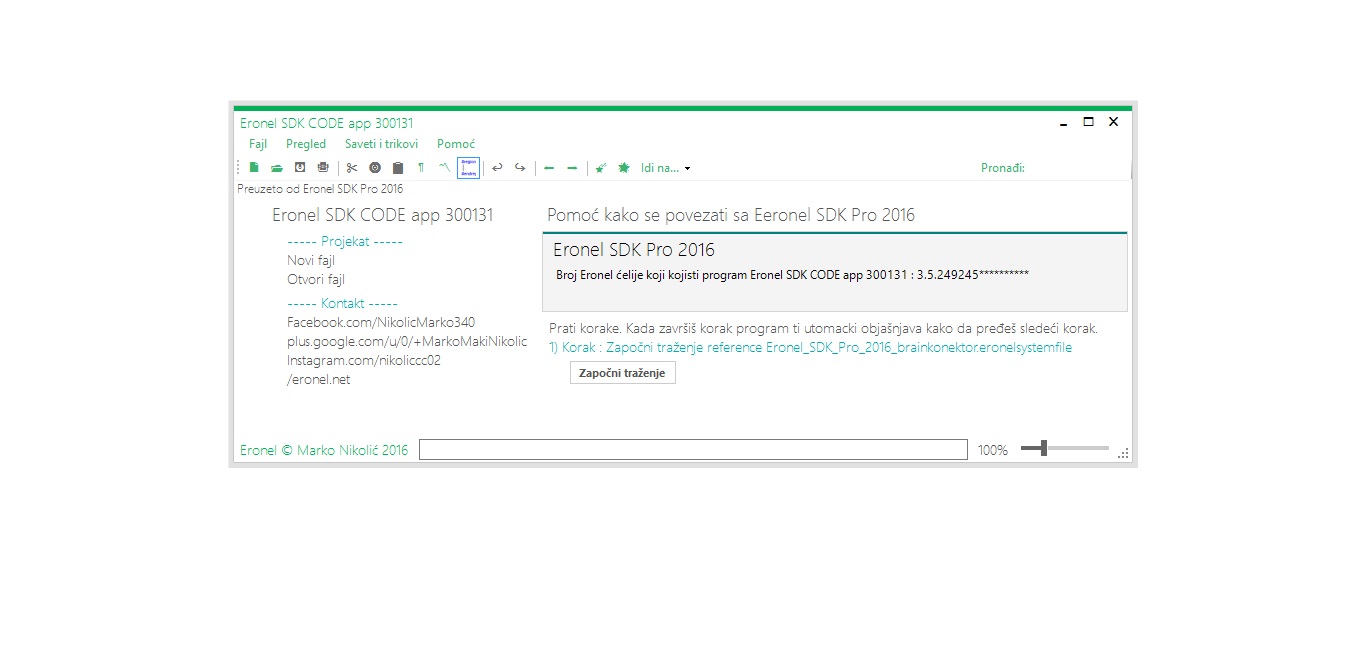 Eronel SDK CODE app 300131
Fajl Pregled Saveti i trikovi Pomoć
Idi na... Pronađi:
Preuzeto od Eronel SDK Pro 2016
Eronel SDK CODE app 300131
----- Projekat -----
Novi fajl
Otvori fajl
----- Kontakt -----
Facebook.com/NikolicMarko340
plus.google.com/u/0/+MarkoMakiNikolic
Instagram.com/nikoliccc02
/eronel.net
Pomoć kako se povezati sa Eeronel SDK Pro 2016
Eronel SDK Pro 2016
Broj Eronel ćelije koji kojisti program Eronel SDK CODE app 300131 : 3.5.249245**********
Prati korake. Kada završiš korak program ti utomacki objašnjava kako da pređeš sledeći korak.
1) Korak : Započni traženje reference Eronel_SDK_Pro_2016_brainkonektor.eronelsystemfile
Započni traženje
Eronel © Marko Nikolić 2016 100%